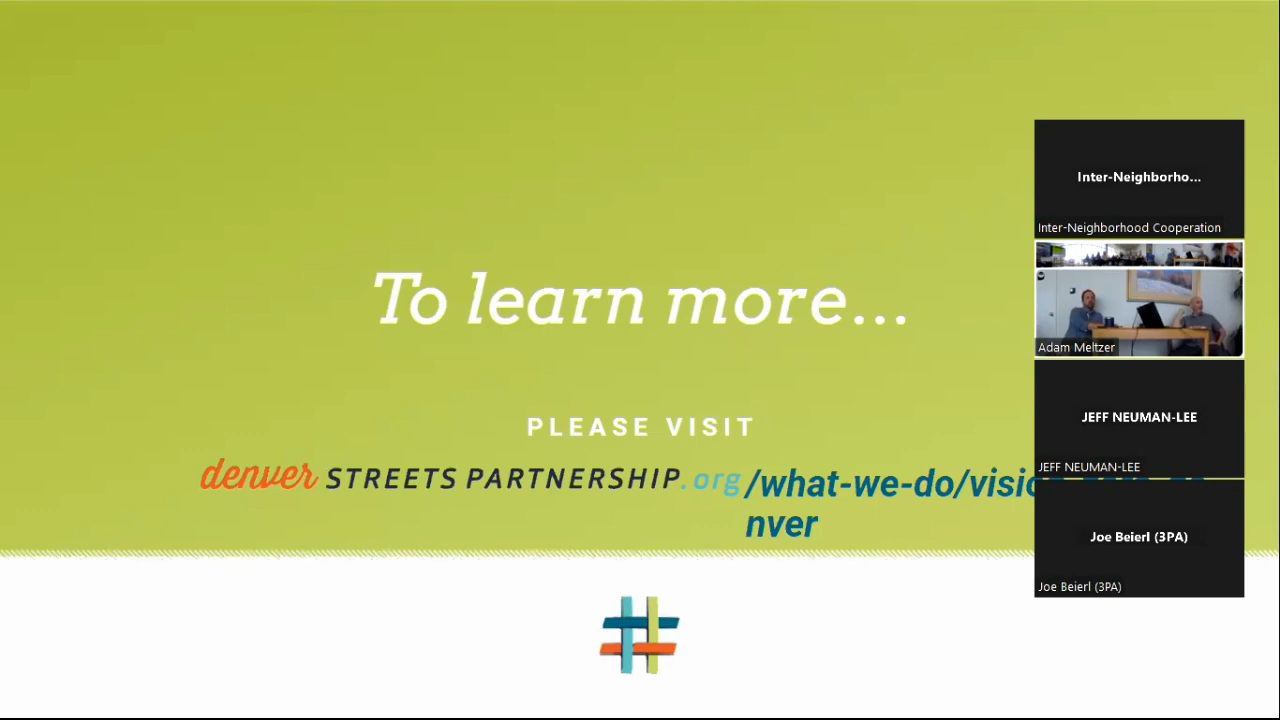 To learn more...
PLEASE VISIT
denver STREETS PARTNERSHIP.org/what-we-do/visio
nver
Inter-Neighborho...
Inter-Neighborhood Cooperation
Adam Meltzer
JEFF NEUMAN-LEE
JEFF NEUMAN-LEE
Joe Beierl (3PA)
Joe Beierl (3PA)